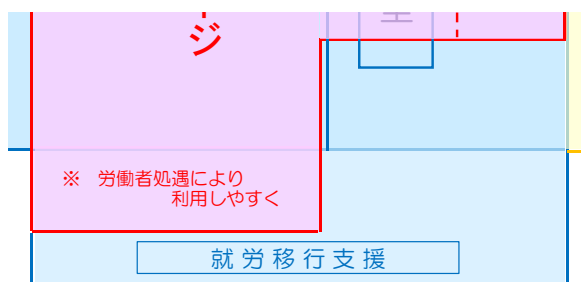 ジ
※ 労働者処遇により
利用しやすく
就労移行支援